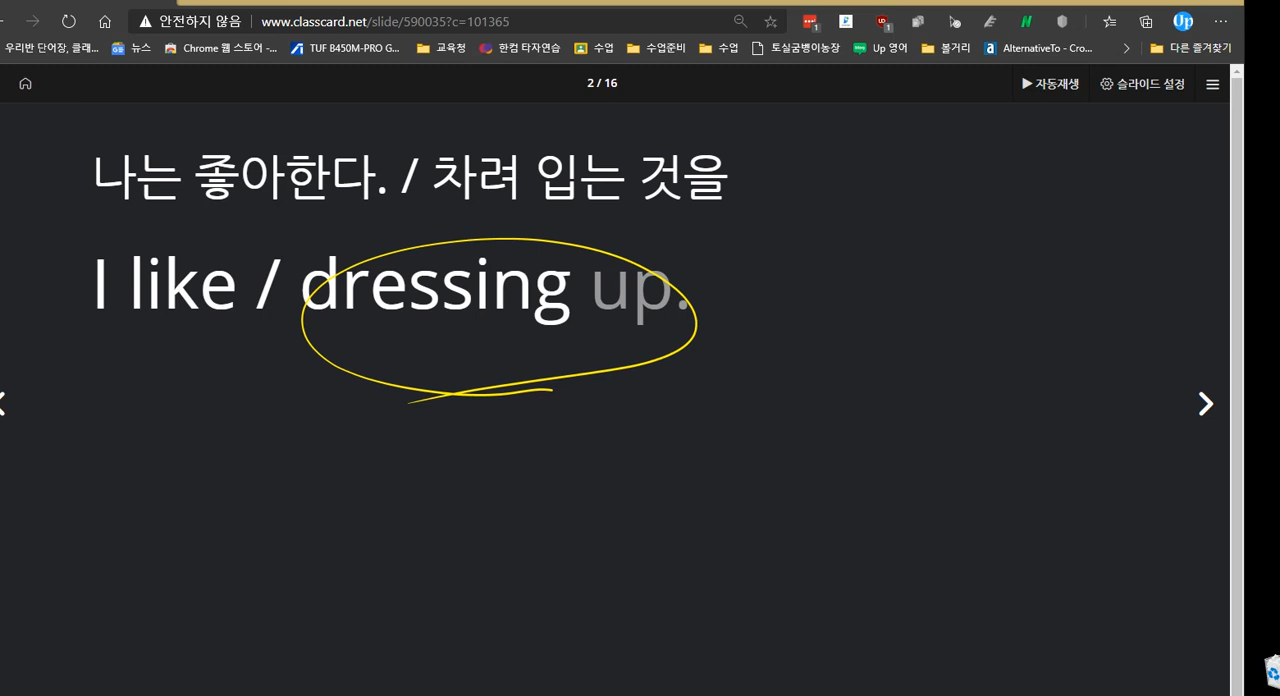 안전하지 않음 www.classcard.net/slide/590035?c=101365
우리반 단어장, 클래... 뉴스 Chrome 웹 스토어 -... TUF B450M-PRO G... 교육청 한컴 타자연습 수업 수업준비 수업 토실굼벵이농장 Up 영어 볼거리 AlternativeTo - Cro... 다른 즐겨찾기
2 / 16 자동재생 슬라이드 설정
나는 좋아한다. / 차려 입는 것을
I like / dressing up.